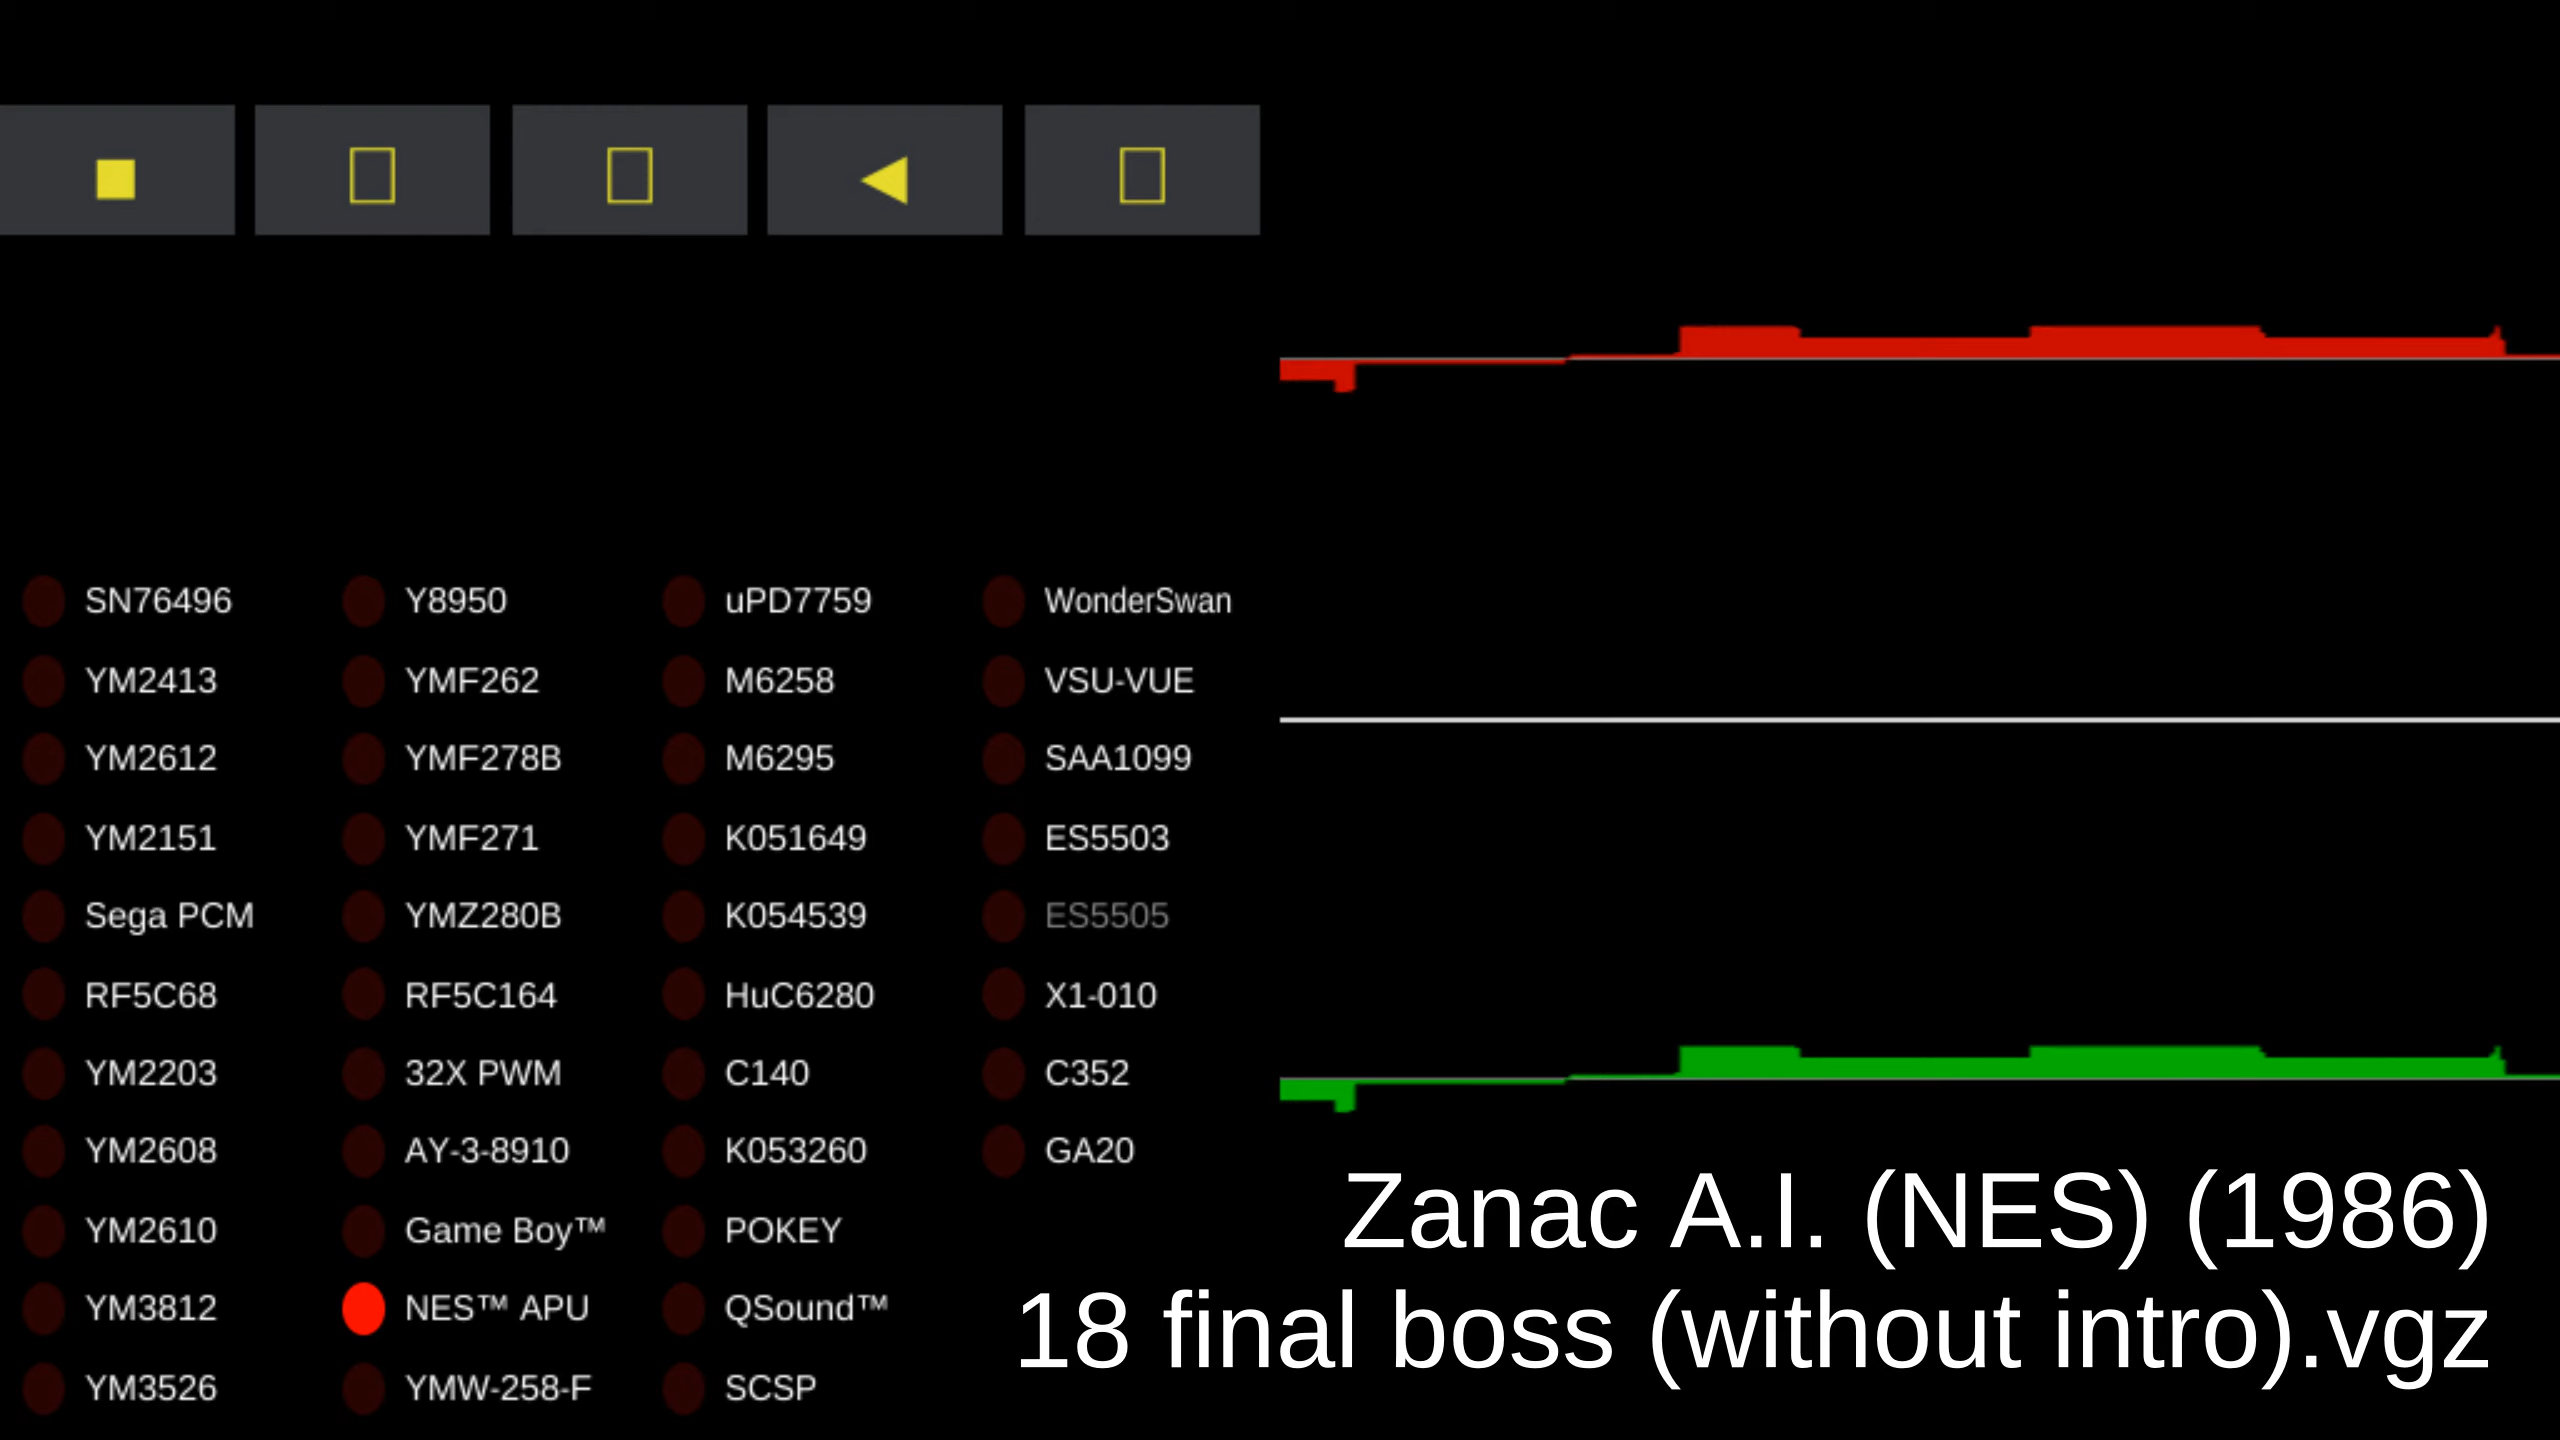 SN76496
YM2413
YM2612
YM2151
Sega PCM
RF5C68
YM2203
YM2608
YM2610
YM3812
YM3526
Y8950
YMF262
YMF278B
YMF271
YMZ280B
RF5C164
32X PWM
AY-3-8910
Game Boy™
NES™ APU
YMW-258-F
uPD7759
M6258
M6295
K051649
K054539
HuC6280
C140
K053260
POKEY
QSound™
SCSP
WonderSwan
VSU-VUE
SAA1099
ES5503
ES5505
X1-010
C352
GA20
Zanac A.I. (NES) (1986)
18 final boss (without intro).vgz